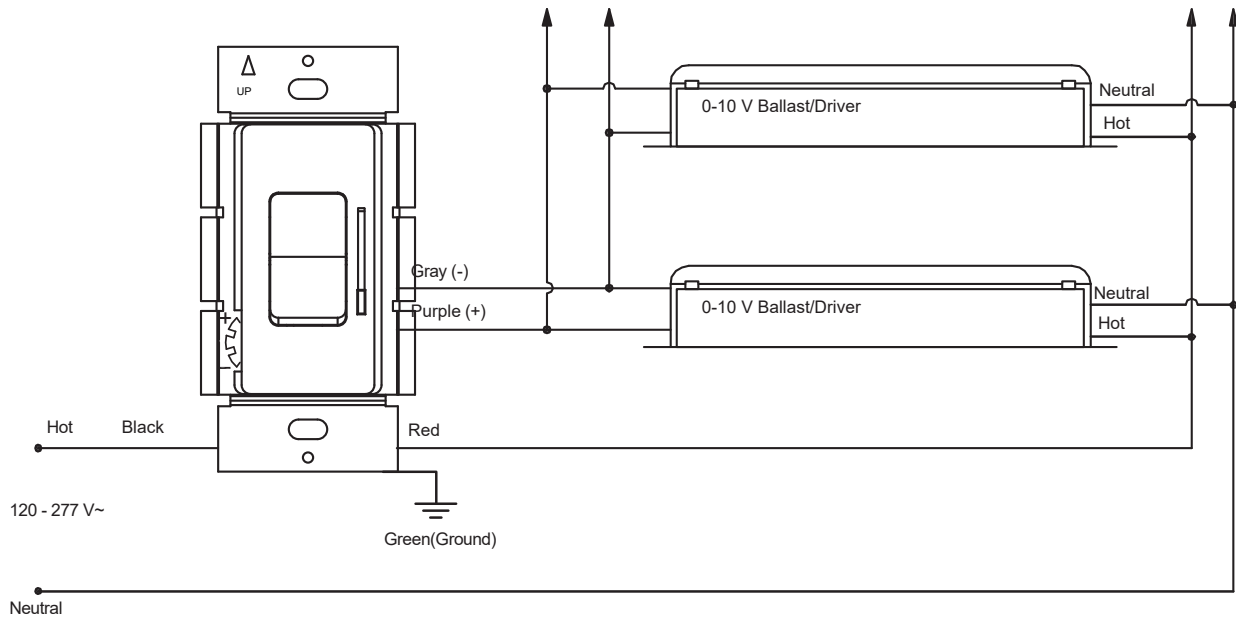 UP
0-10 V Ballast/Driver
Neutral
Hot
Gray (-)
Purple (+)
0-10 V Ballast/Driver
Neutral
Hot
+
−
Hot
Black
Red
120 - 277 V~
Green(Ground)
Neutral